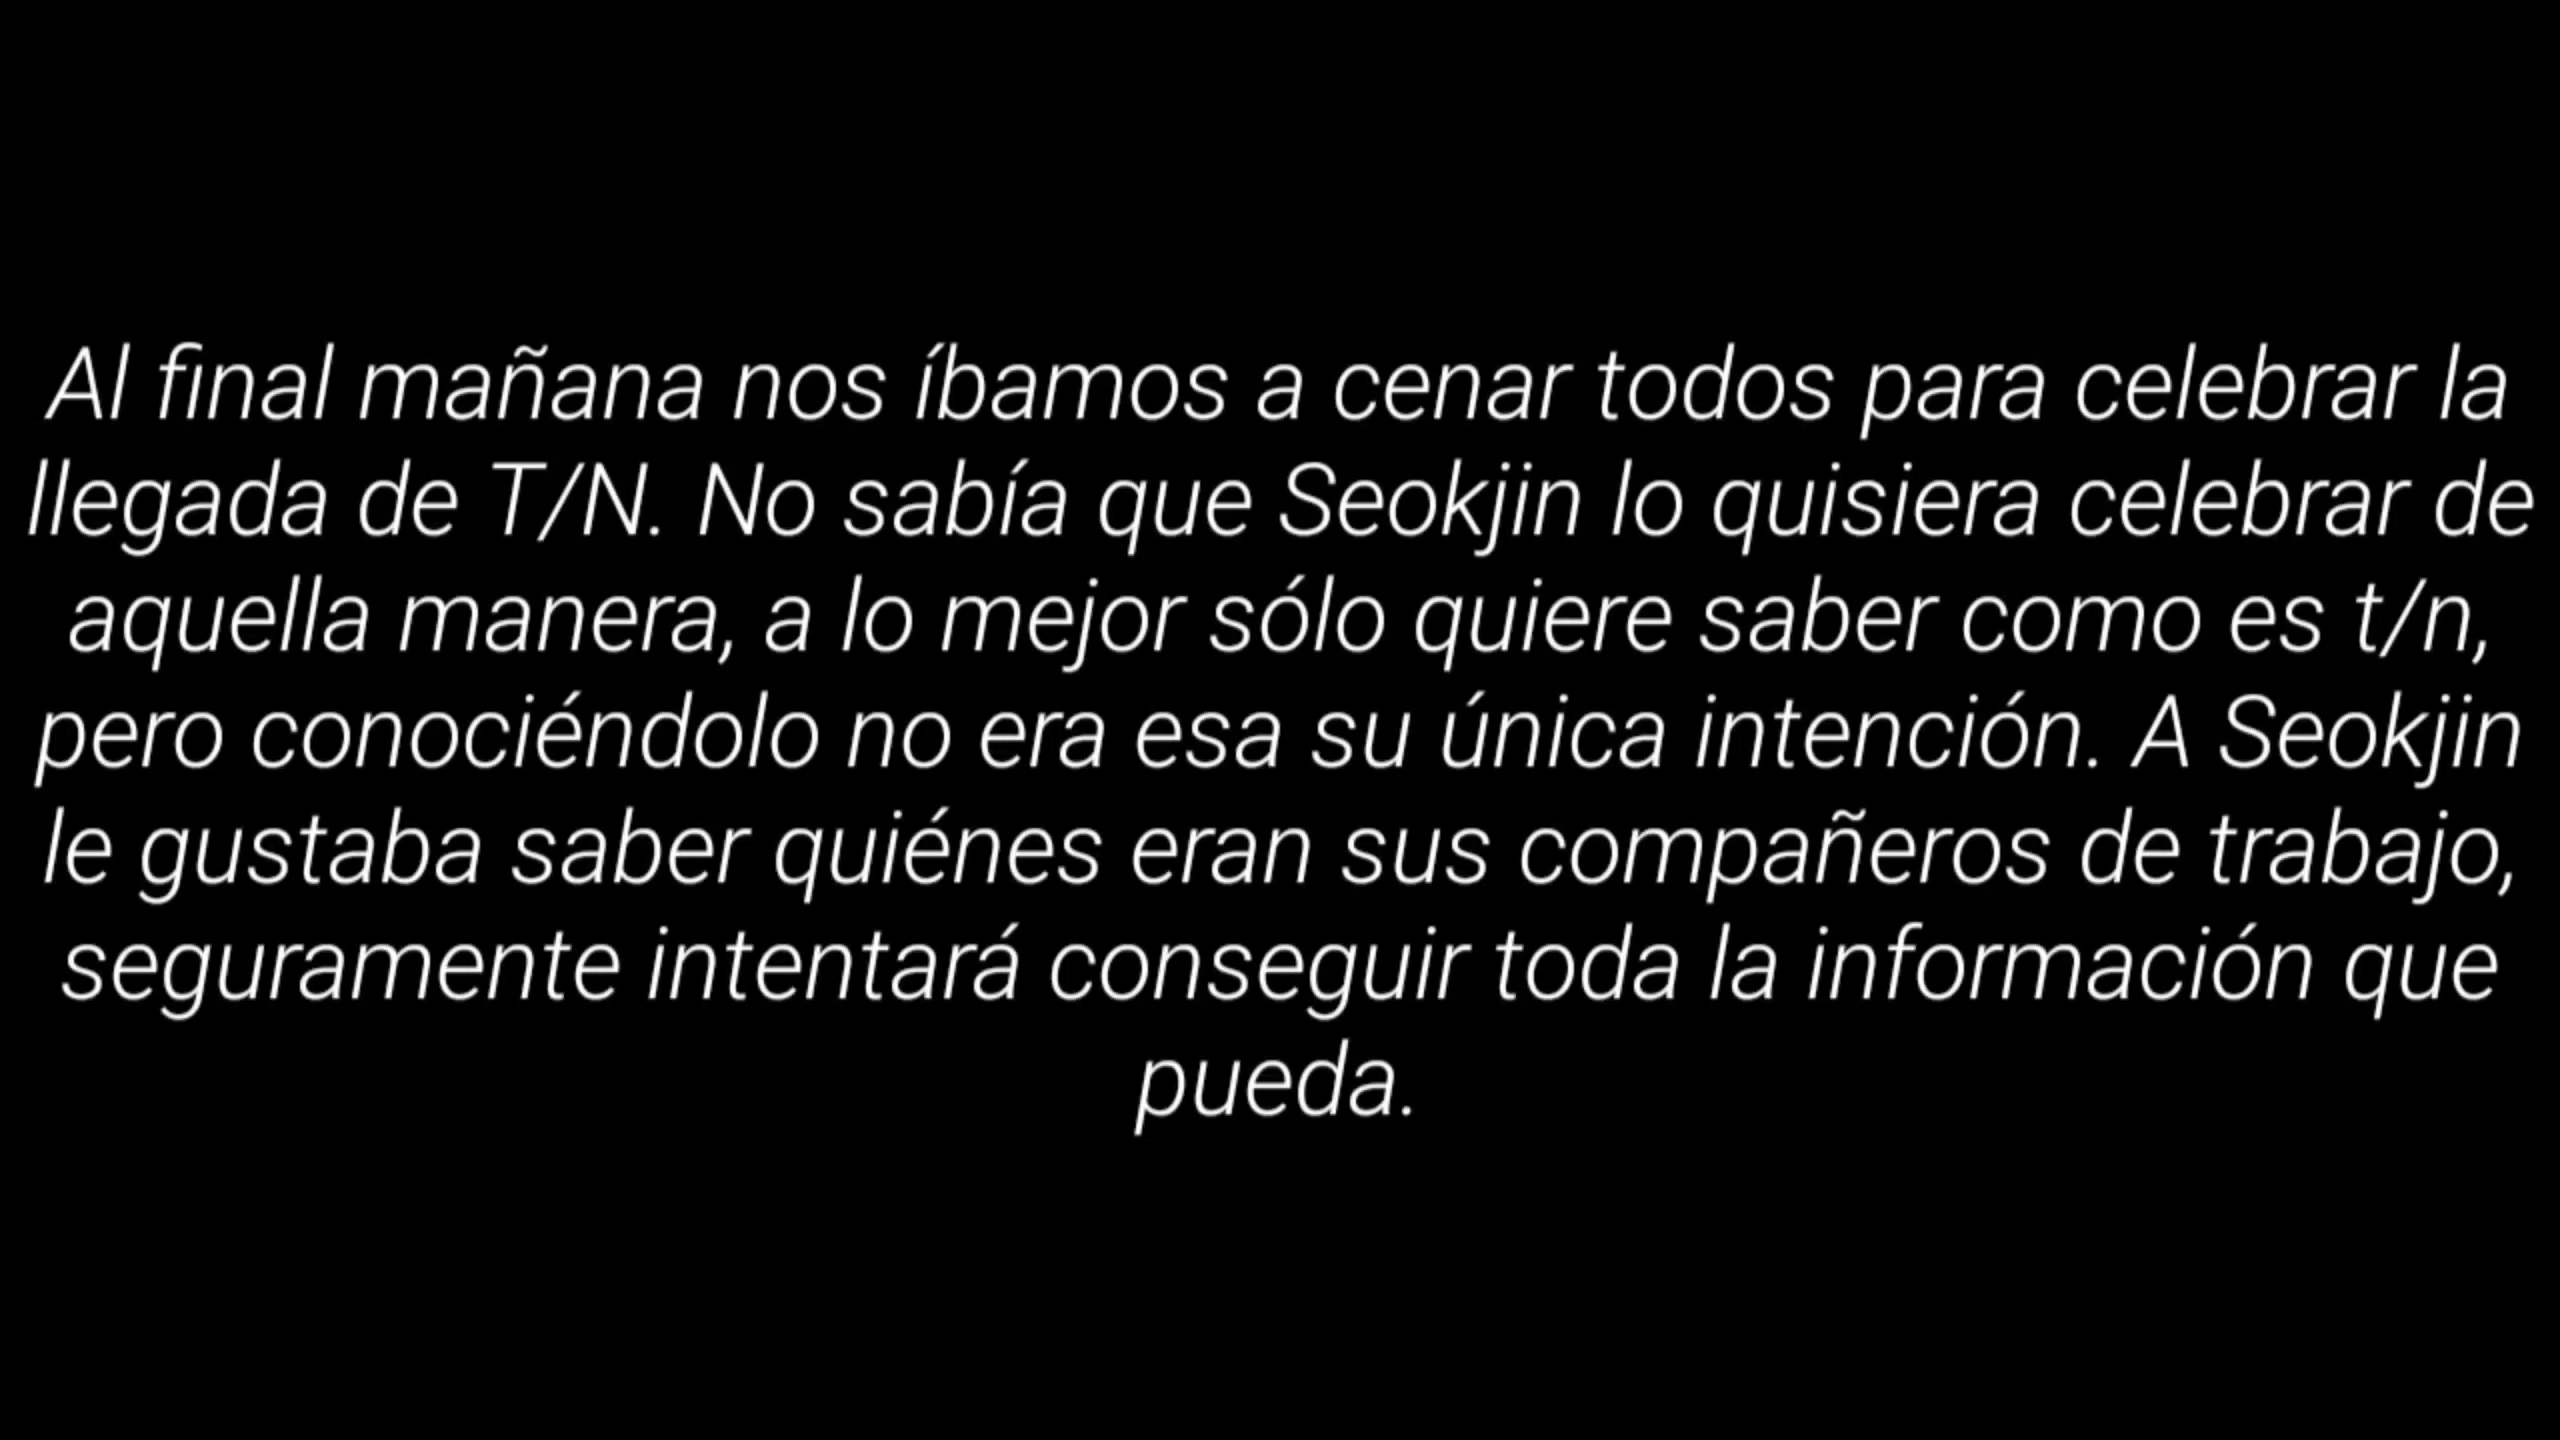 Al final mañana nos íbamos a cenar todos para celebrar la
llegada de T/N. No sabía que Seokjin lo quisiera celebrar de
aquella manera, a lo mejor sólo quiere saber como es t/n,
pero conociéndolo no era esa su única intención. A Seokjin
le gustaba saber quiénes eran sus compañeros de trabajo,
seguramente intentará conseguir toda la información que
pueda.